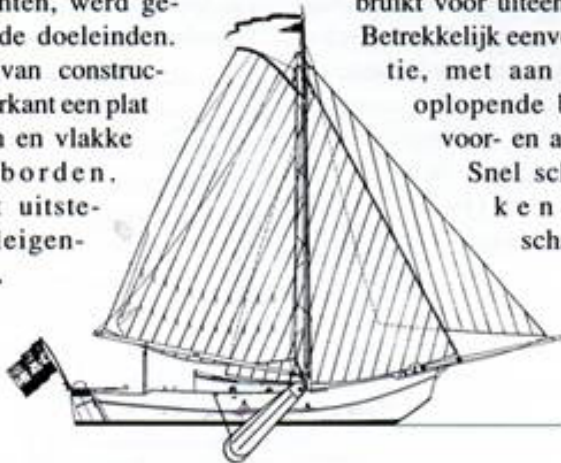 nten, werd ge-
bruikt voor uiteen
de doeleinden.
Betrekkelijk eenvo
van construc-
tie, met aan
rkant een plat
oplopende
n en vlakke
voor- en a
borden,
Snel sch
uitste-
ken
leigen-
sch